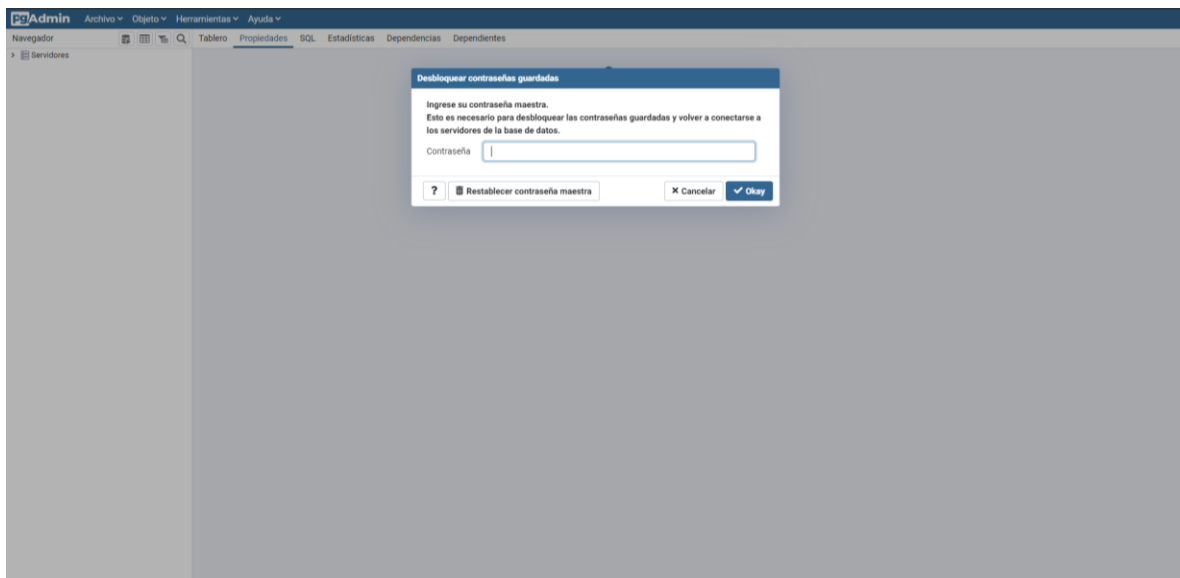 pgAdmin Archivo Objeto Herramientas Ayuda
Navegador Tablero Propiedades SQL Estadísticas Dependencias Dependientes
Servidores
Desbloquear contraseñas guardadas
Ingrese su contraseña maestra.
Esto es necesario para desbloquear las contraseñas guardadas y volver a conectarse a
los servidores de la base de datos.
Contraseña
? Restablecer contraseña maestra Cancelar Okay